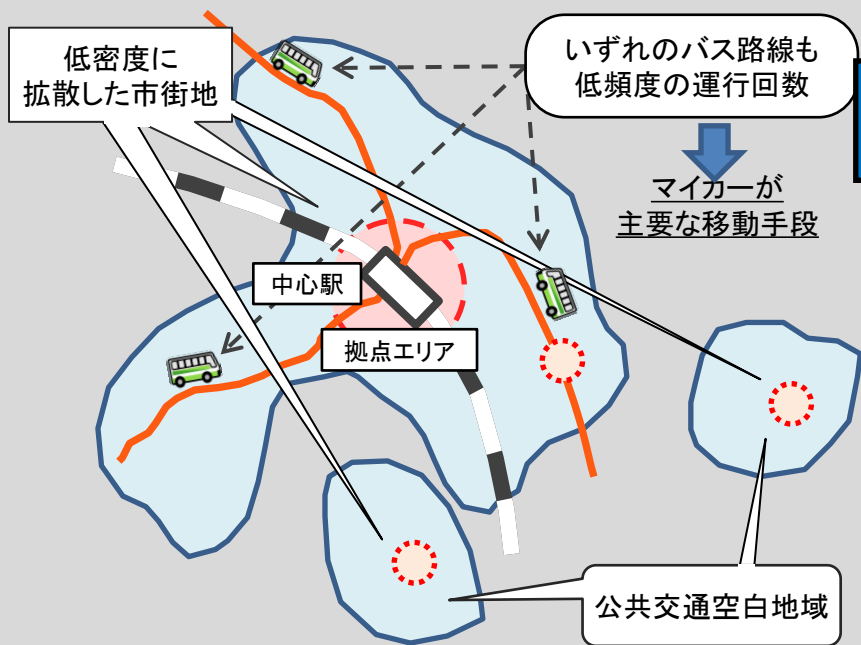 低密度に
拡散した市街地
いずれのバス路線も
低頻度の運行回数
マイカーが
主要な移動手段
中心駅
拠点エリア
公共交通空白地域